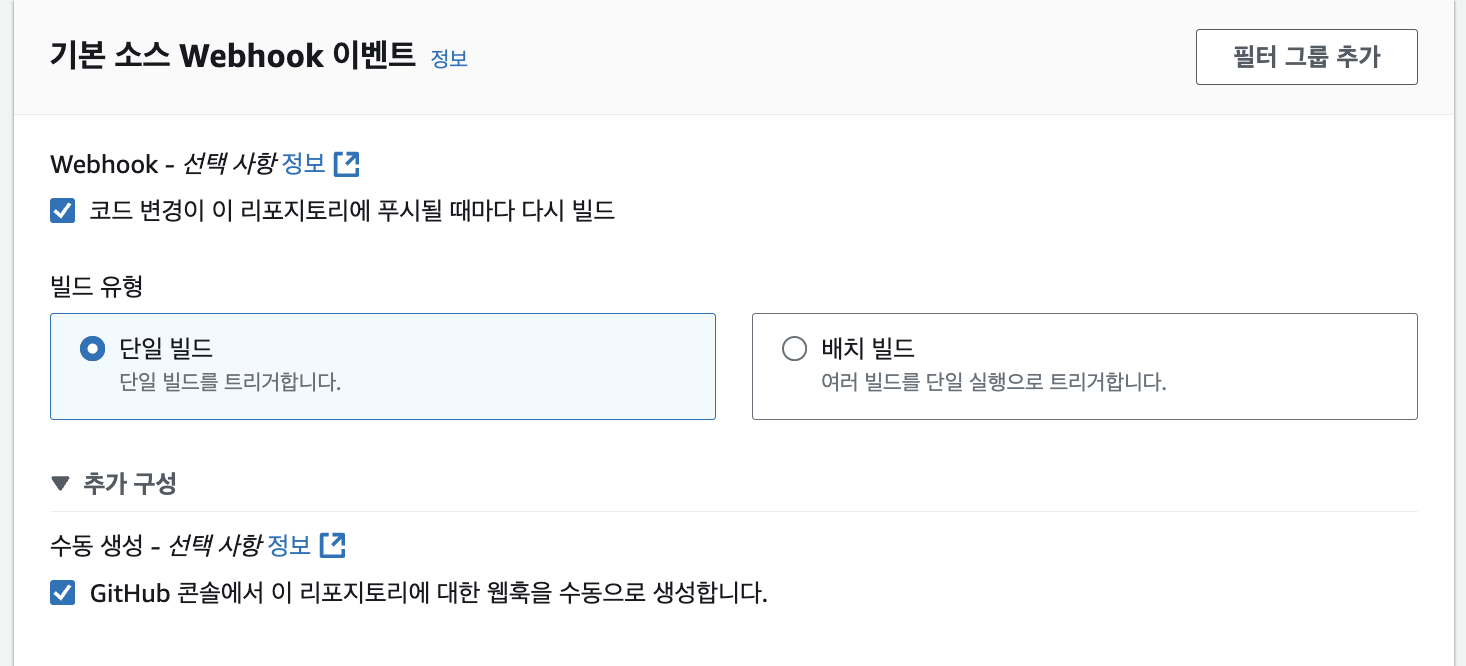 기본 소스 Webhook 이벤트 정보
필터 그룹 추가
Webhook - 선택 사항 정보
코드 변경이 이 리포지토리에 푸시될 때마다 다시 빌드
빌드 유형
단일 빌드
단일 빌드를 트리거합니다.
배치 빌드
여러 빌드를 단일 실행으로 트리거합니다.
추가 구성
수동 생성 - 선택 사항 정보
GitHub 콘솔에서 이 리포지토리에 대한 웹훅을 수동으로 생성합니다.